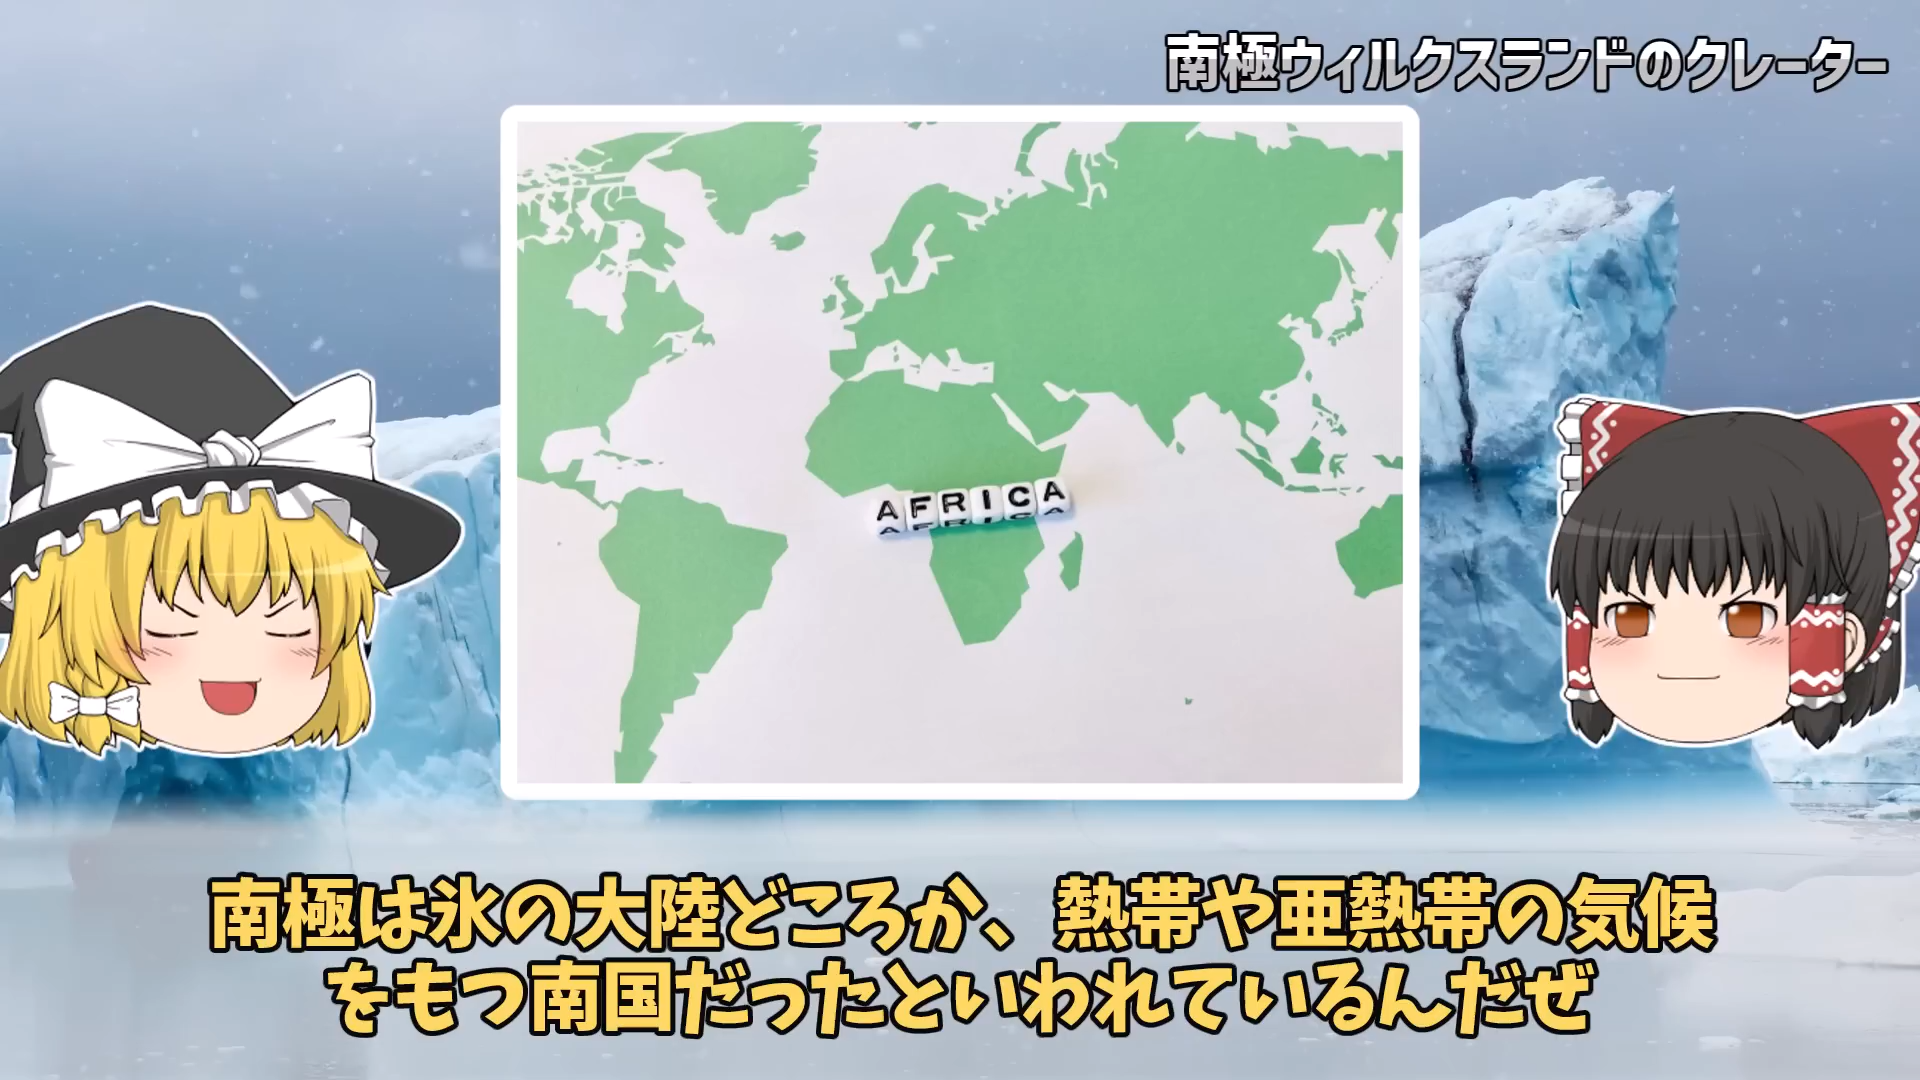 南極ウィルクスランドのクレーター
AFRICA
南極は氷の大陸どころか、熱帯や亜熱帯の気候
をもつ南国だったといわれているんだぜ